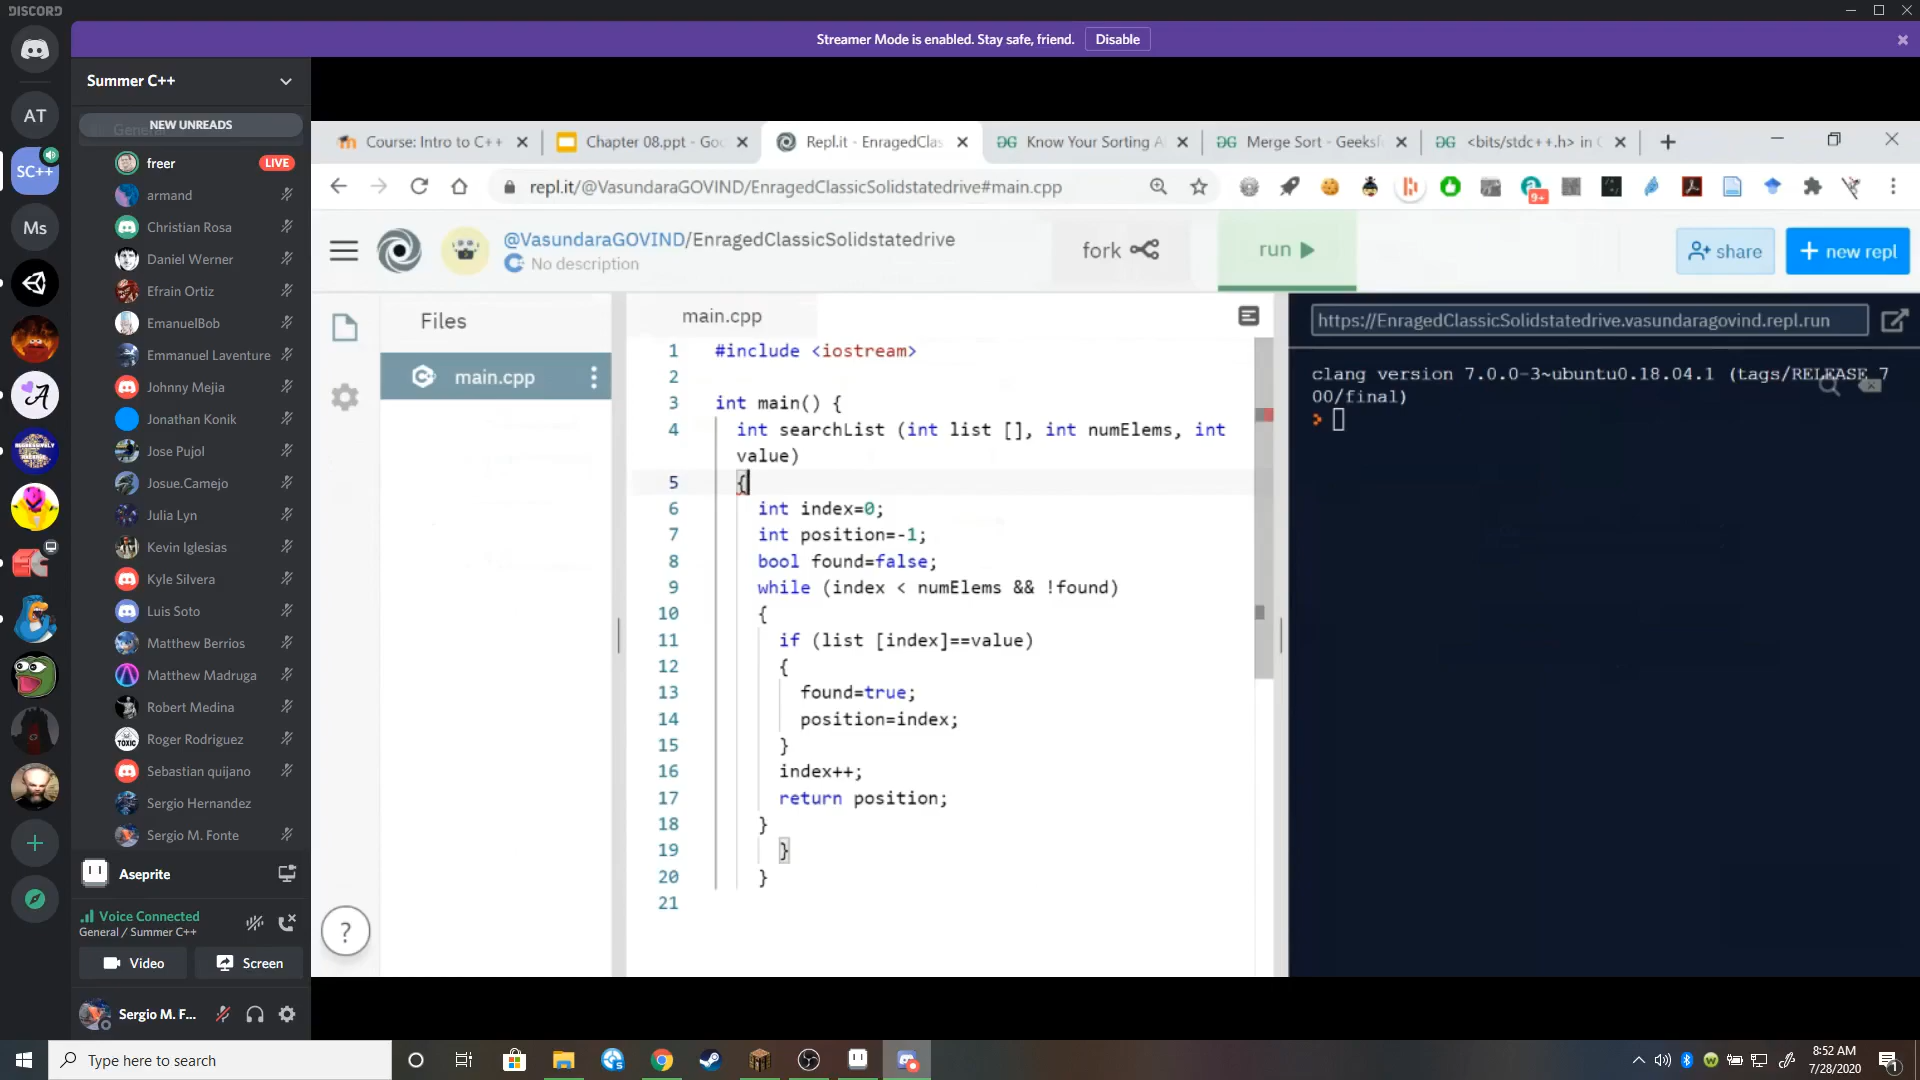 DISCORD
Streamer Mode is enabled. Stay safe, friend.
Disable
Summer C++
NEW UNREADS
AT
SC++
Ms
freer
LIVE
armand
Christian Rosa
Daniel Werner
Efrain Ortiz
EmanuelBob
Emmanuel Laventure
Johnny Mejia
Jonathan Konik
Jose Pujol
Josue.Camejo
Julia Lyn
Kevin Iglesias
Kyle Silvera
Luis Soto
Matthew Berrios
Matthew Madruga
Robert Medina
Roger Rodriguez
TOXIC
Sebastian quijano
Sergio Hernandez
Sergio M. Fonte
Aseprite
Voice Connected
General / Summer C++
Video
Screen
Sergio M. F...
Course: Intro to C++
Chapter 08.ppt - Goo
Repl.it - EnragedClas
Know Your Sorting A
Merge Sort - Geeksf
<bits/stdc++.h> in C
repl.it/@VasundaraGOVIND/EnragedClassicSolidstatedrive#main.cpp
9+
@VasundaraGOVIND/EnragedClassicSolidstatedrive
No description
fork
run
share
+ new repl
Files
main.cpp
main.cpp
1 #include <iostream>
2
3 int main() {
4 int searchList (int list [], int numElems, int
value)
5 {
6 int index=0;
7 int position=-1;
8 bool found=false;
9 while (index < numElems && !found)
10 {
11 if (list [index]==value)
12 {
13 found=true;
14 position=index;
15 }
16 index++;
17 return position;
18 }
19 }
20 }
21
https://EnragedClassicSolidstatedrive.vasundaragovind.repl.run
clang version 7.0.0-3~ubuntu0.18.04.1 (tags/RELEASE_7
00/final)
>
?
Type here to search
8:52 AM
7/28/2020
1